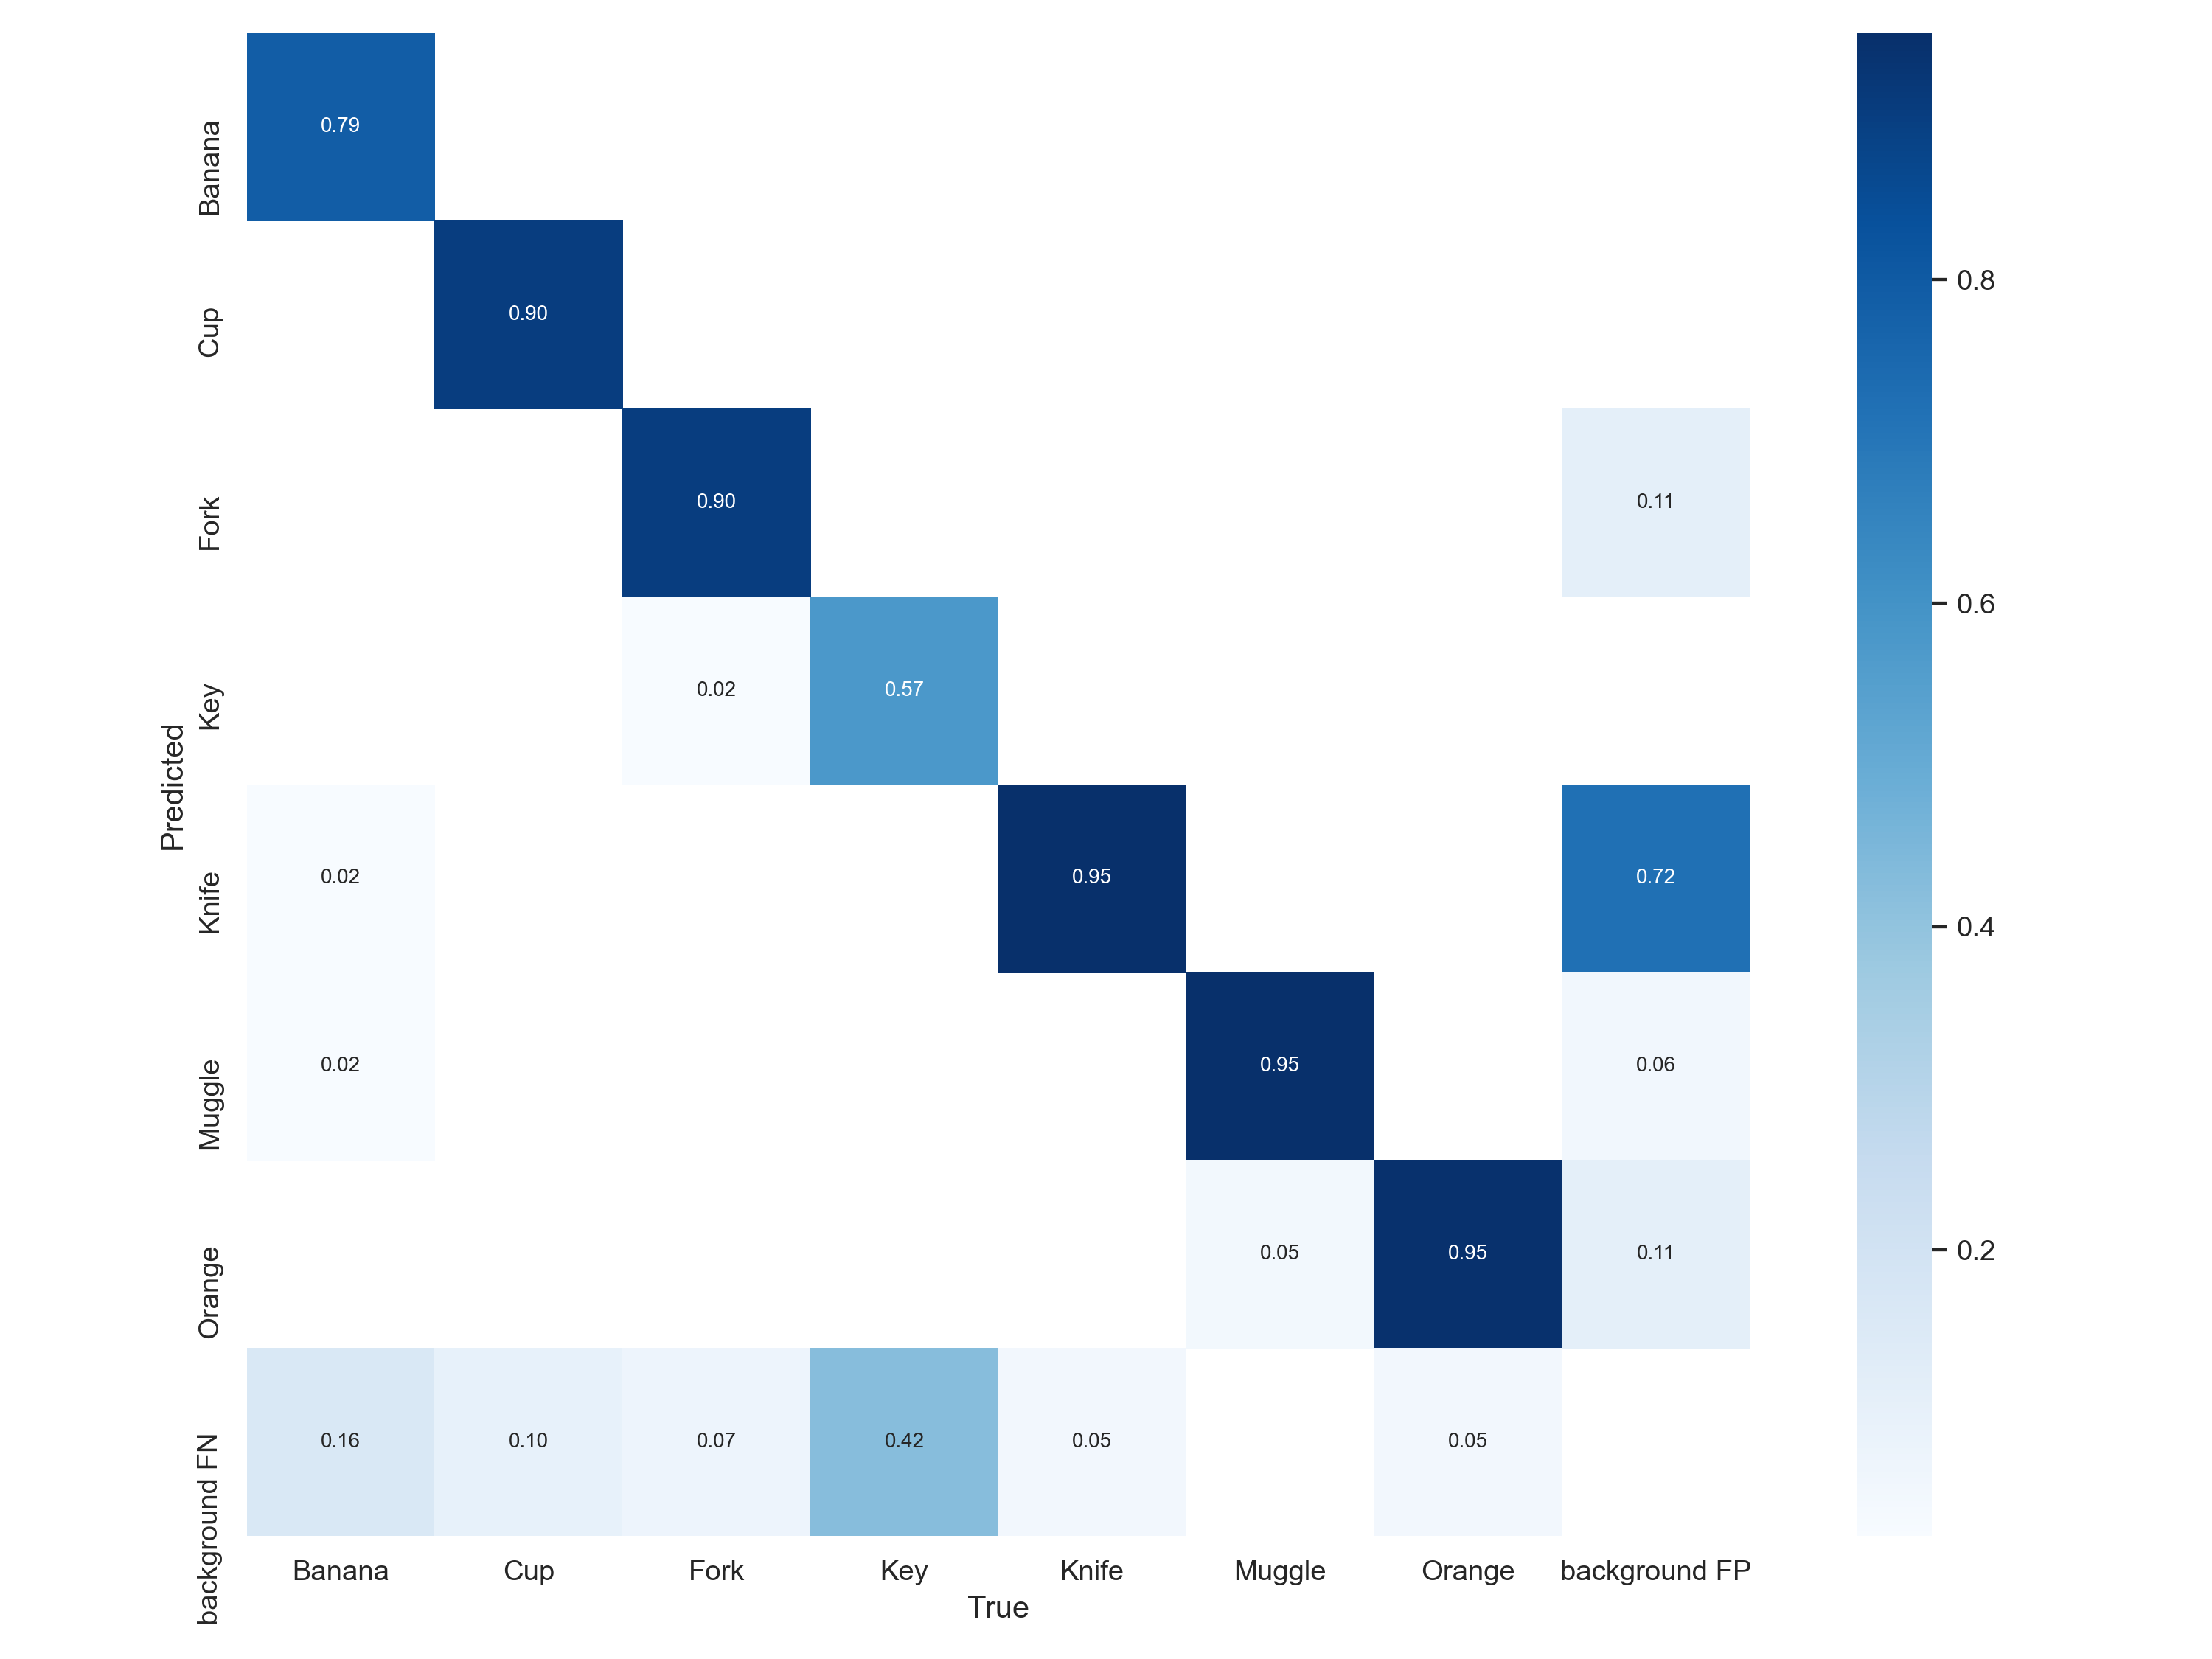 Predicted
Banana
0.79
Cup
0.90
Fork
0.90
0.11
Key
0.02
0.57
Knife
0.02
0.95
0.72
Muggle
0.02
0.95
0.06
Orange
0.05
0.95
0.11
background FN
0.16
0.10
0.07
0.42
0.05
0.05
Banana
Cup
Fork
Key
Knife
Muggle
Orange
background FP
True
0.8
0.6
0.4
0.2